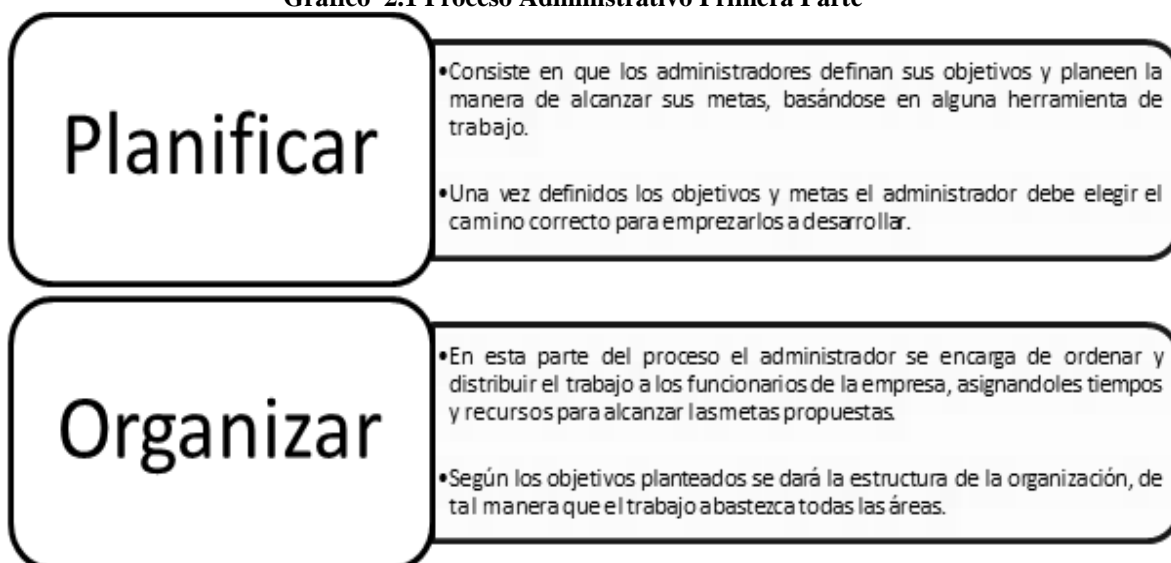 Gráfico 2.1 Proceso Administrativo Primera Parte
Planificar
•Consiste en que los administradores definan sus objetivos y planeen la
manera de alcanzar sus metas, basándose en alguna herramienta de
trabajo.
•Una vez definidos los objetivos y metas el administrador debe elegir el
camino correcto para emprezarlos a desarrollar.
Organizar
•En esta parte del proceso el administrador se encarga de ordenar y
distribuir el trabajo a los funcionarios de la empresa, asignandoles tiempos
y recursos para alcanzar las metas propuestas.
•Según los objetivos planteados se dará la estructura de la organización, de
tal manera que el trabajo abastezca todas las áreas.